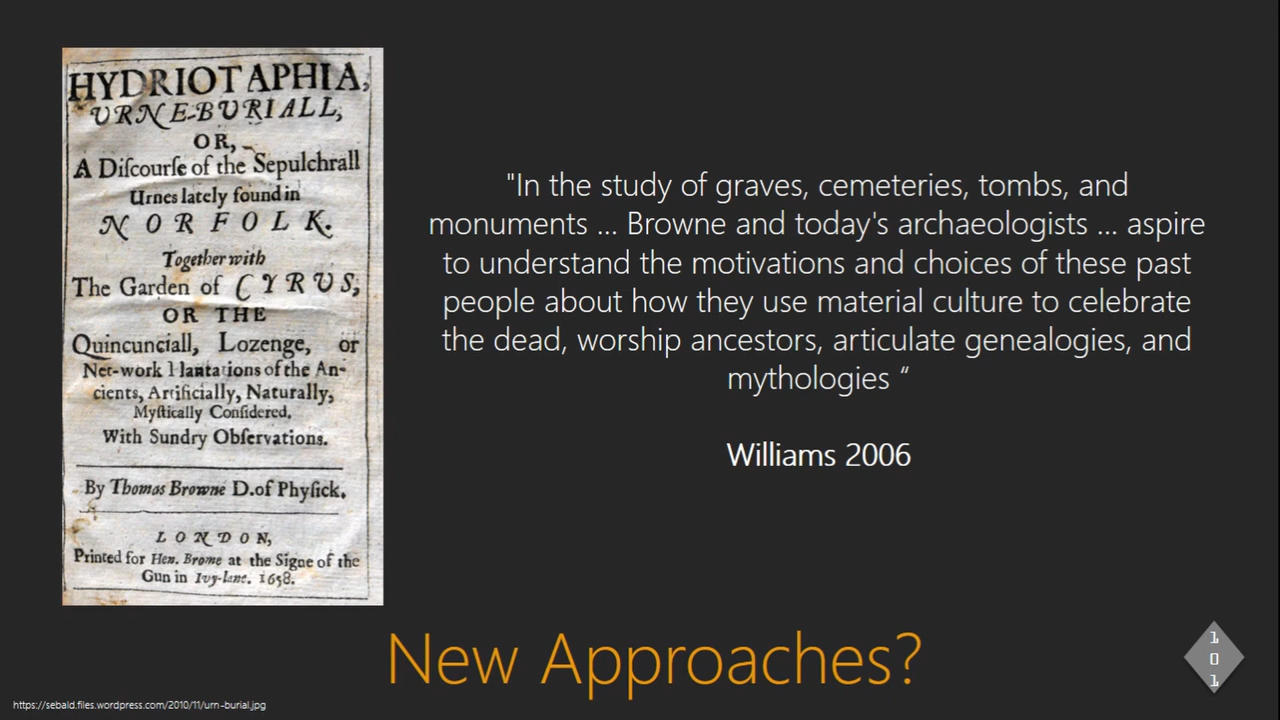 HYDRIOTAPHIA,
URNE-BURIALL,
OR,
A Diſcourſe of the Sepulchrall
Urnes lately found in
NORFOLK.
Together with
The Garden of CYRUS,
OR THE
Quincunciall, Lozenge, or
Net-work Plantations of the An-
cients, Artificially, Naturally,
Myſtically Conſidered.
With Sundry Obſervations.
By Thomas Browne D.of Phyſick.
LONDON,
Printed for Hen. Brome at the Signe of the
Gun in Ivy-lane. 1658.
"In the study of graves, cemeteries, tombs, and
monuments ... Browne and today's archaeologists ... aspire
to understand the motivations and choices of these past
people about how they use material culture to celebrate
the dead, worship ancestors, articulate genealogies, and
mythologies “
Williams 2006
New Approaches?
1
0
1
https://sebald.files.wordpress.com/2010/11/urn-burial.jpg